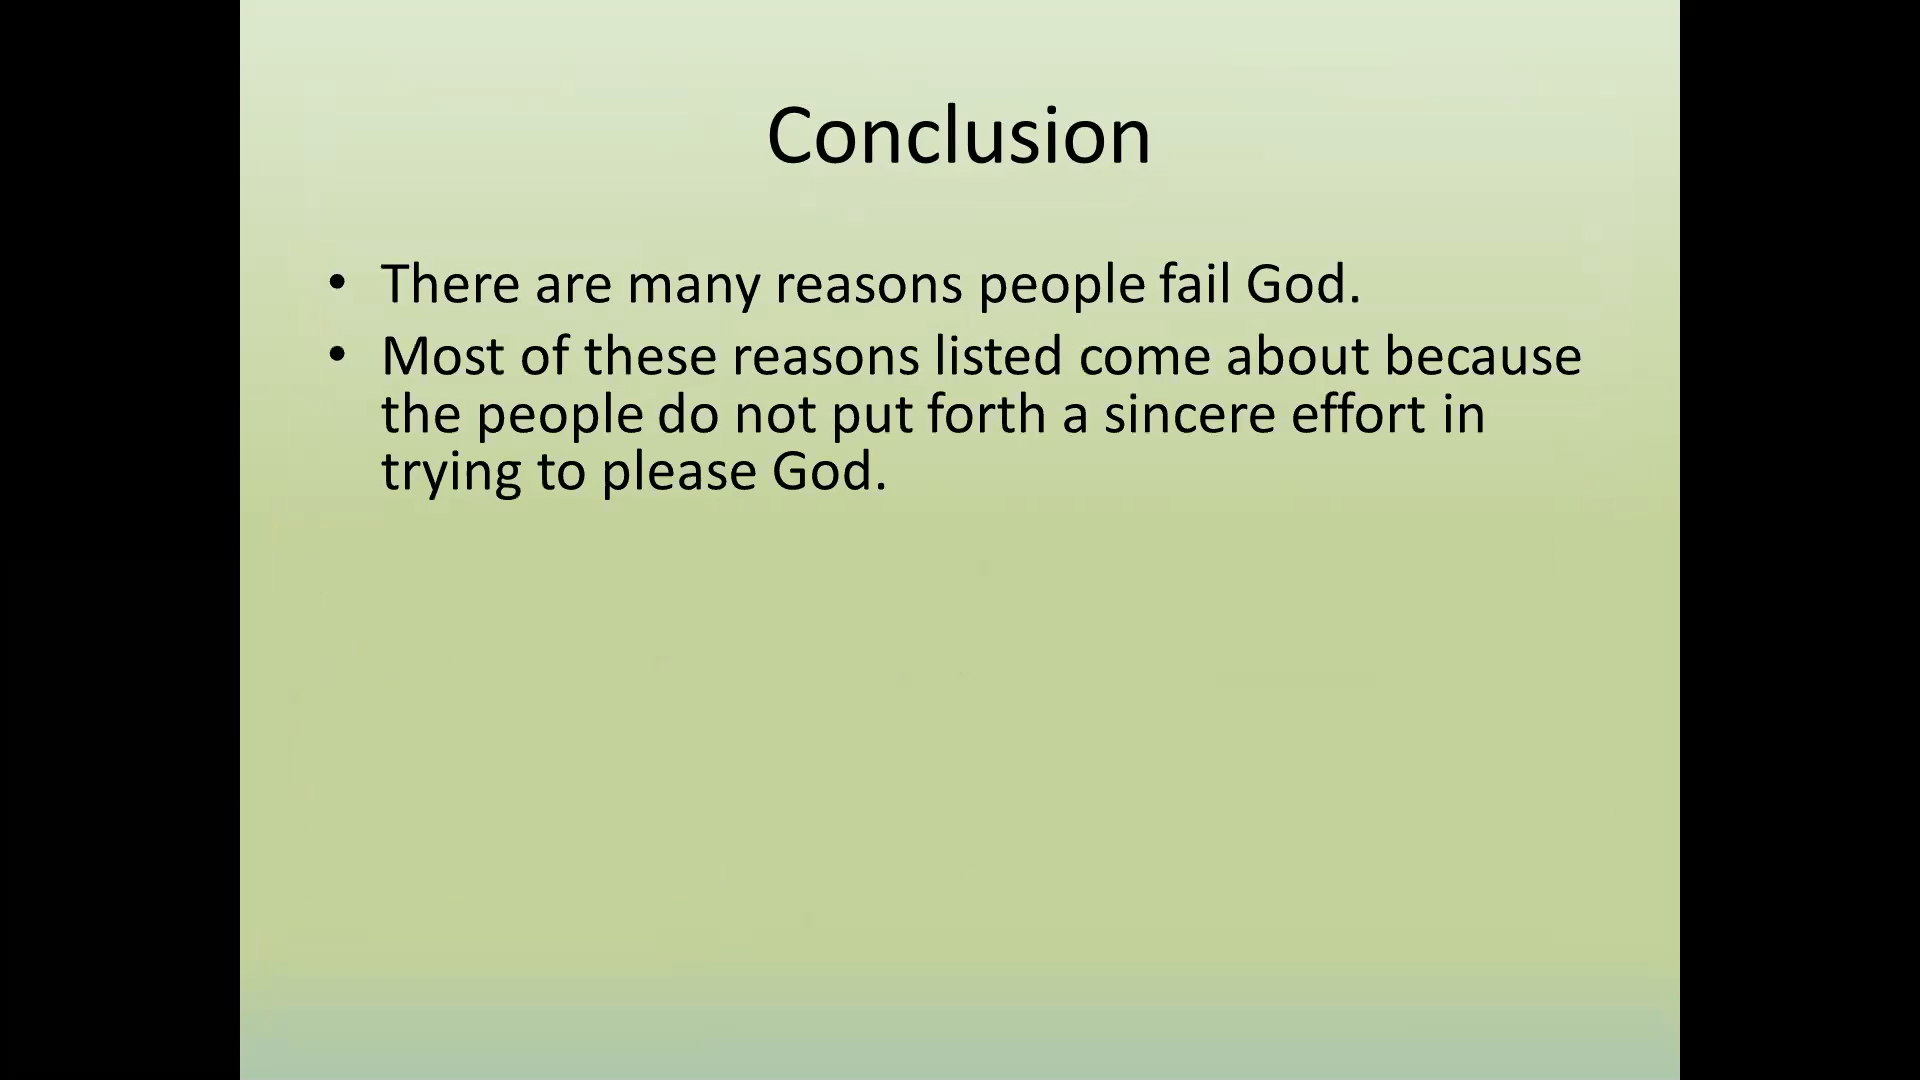 Conclusion
• There are many reasons people fail God.
• Most of these reasons listed come about because
the people do not put forth a sincere effort in
trying to please God.